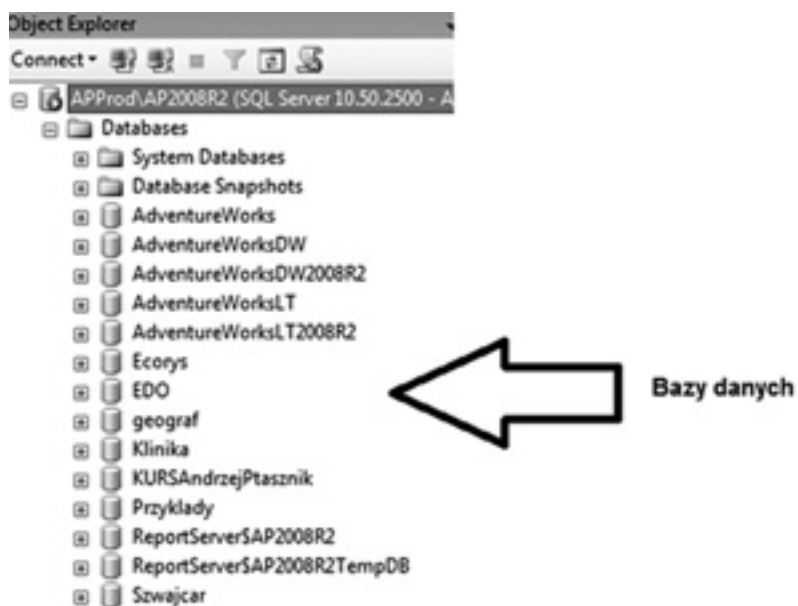 Object Explorer
Connect
APProd\AP2008R2 (SQL Server 10.50.2500 - A
Databases
System Databases
Database Snapshots
AdventureWorks
AdventureWorksDW
AdventureWorksDW2008R2
AdventureWorksLT
AdventureWorksLT2008R2
Ecorys
EDO
geograf
Klinika
KURSAndrzejPtasznik
Przyklady
ReportServer$AP2008R2
ReportServer$AP2008R2TempDB
Szwajcar
Bazy danych